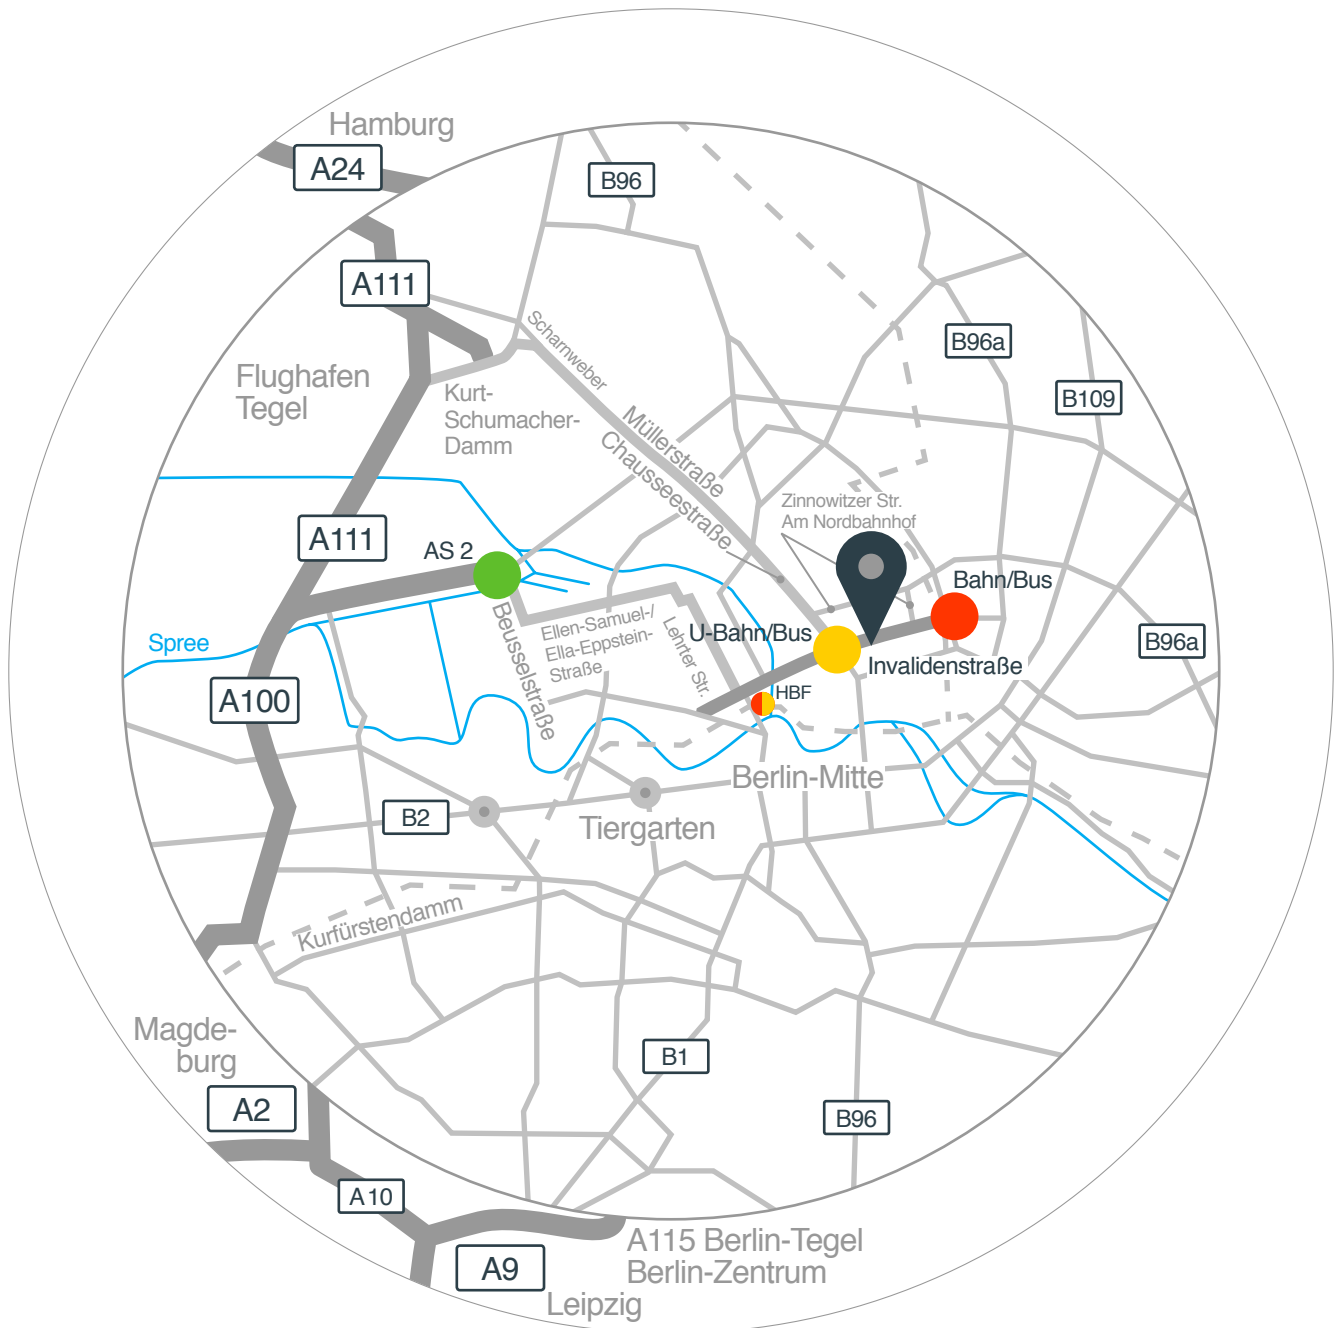 Hamburg
A24
B96
A111
Scharnweber
B96a
Flughafen
Tegel
B109
Kurt-
Schumacher-
Damm
Müllerstraße
Chausseestraße
Zinnowitzer Str.
Am Nordbahnhof
A111
AS 2
Bahn/Bus
Spree
Beusselstraße
Ellen-Samuel-/
Ella-Eppstein-
Straße
Lehrter Str.
U-Bahn/Bus
Invalidenstraße
B96a
A100
HBF
Berlin-Mitte
B2
Tiergarten
Kurfürstendamm
Magde-
burg
B1
A2
B96
A10
A115 Berlin-Tegel
Berlin-Zentrum
A9
Leipzig